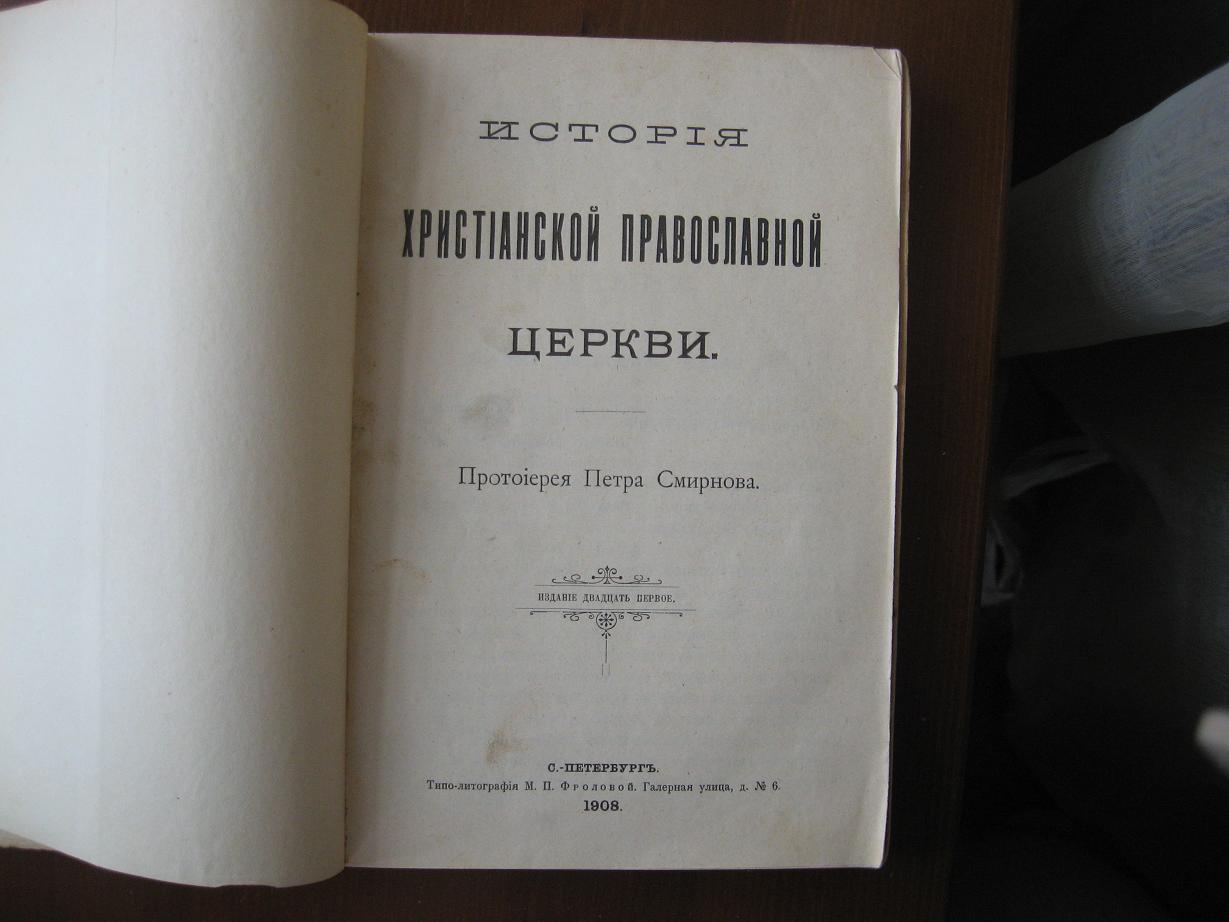 ИСТОРІЯ
ХРИСТІАНСКОЙ ПРАВОСЛАВНОЙ
ЦЕРКВИ.
Протоіерея Петра Смирнова.
ИЗДАНІЕ ДВАДЦАТЬ ПЕРВОЕ.
С.-ПЕТЕРБУРГЪ.
Типо-литографія М. П. Фроловой. Галерная улица, д. № 6.
1908.